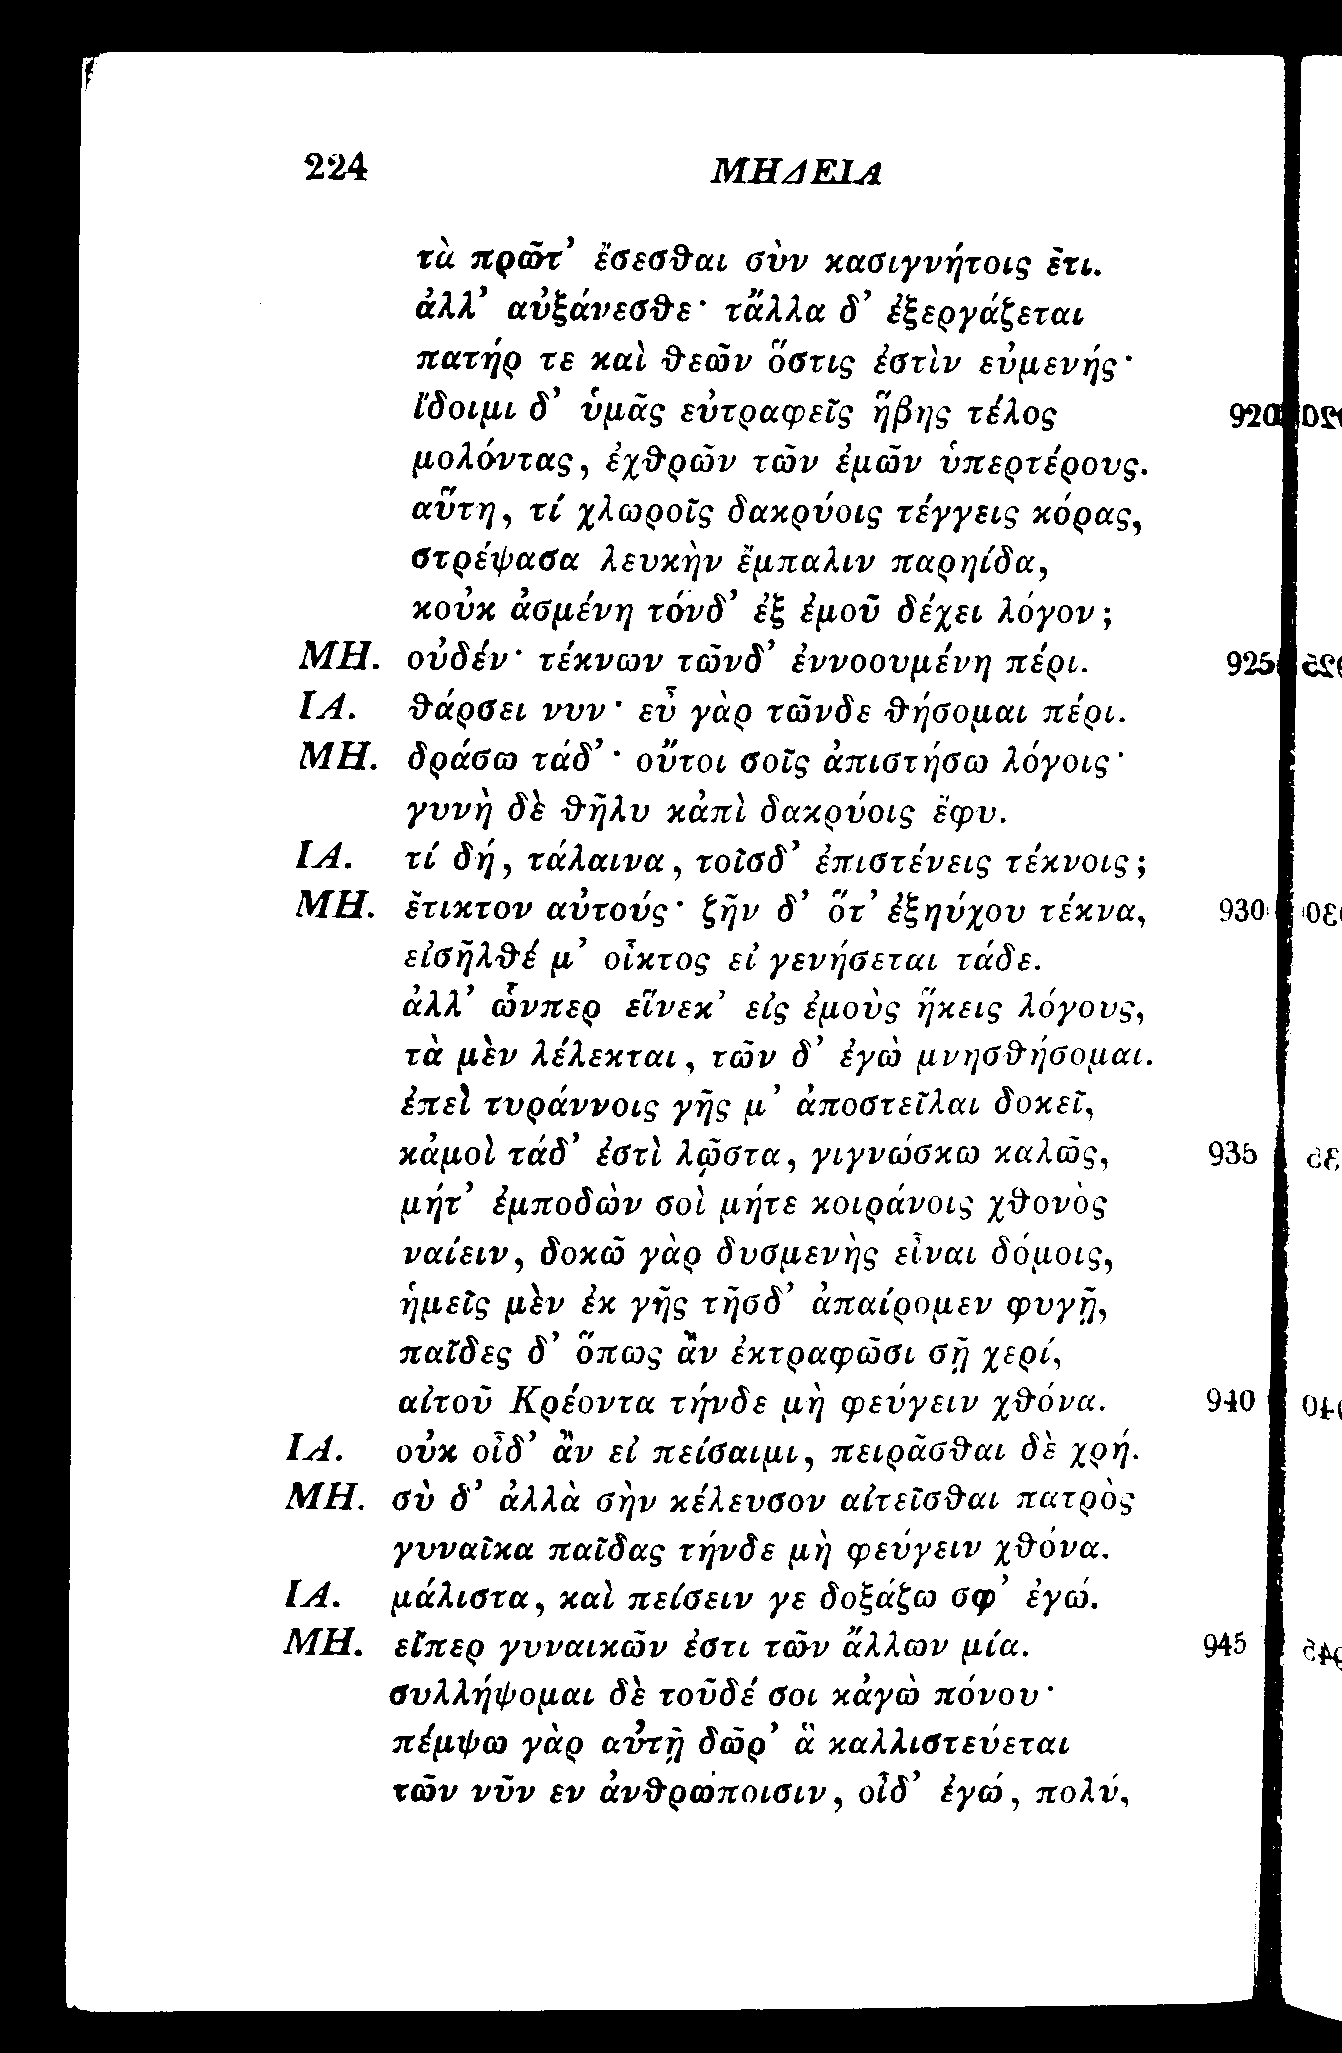 224 ΜΗΔΕΙΑ
τὰ πρῶτ’ ἔσεσθαι σὺν κασιγνήτοις ἔτι.
ἀλλ’ αὐξάνεσθε· τἄλλα δ’ ἐξεργάζεται
πατήρ τε καὶ θεῶν ὅστις ἐστὶν εὐμενής·
ἴδοιμι δ’ ὑμᾶς εὐτραφεῖς ἥβης τέλος 920
μολόντας, ἐχθρῶν τῶν ἐμῶν ὑπερτέρους.
αὕτη, τί χλωροῖς δακρύοις τέγγεις κόρας,
στρέψασα λευκὴν ἔμπαλιν παρηίδα,
κοὐκ ἀσμένη τόνδ’ ἐξ ἐμοῦ δέχει λόγον;
ΜΗ. οὐδέν· τέκνων τῶνδ’ ἐννοουμένη πέρι. 925
ΙΑ. θάρσει νυν· εὖ γὰρ τῶνδε θήσομαι πέρι.
ΜΗ. δράσω τάδ’· οὔτοι σοῖς ἀπιστήσω λόγοις·
γυνὴ δὲ θῆλυ κἀπὶ δακρύοις ἔφυ.
ΙΑ. τί δή, τάλαινα, τοῖσδ’ ἐπιστένεις τέκνοις;
ΜΗ. ἔτικτον αὐτούς· ζῆν δ’ ὅτ’ ἐξηύχου τέκνα, 930
εἰσῆλθέ μ’ οἶκτος εἰ γενήσεται τάδε.
ἀλλ’ ὧνπερ εἵνεκ’ εἰς ἐμοὺς ἥκεις λόγους,
τὰ μὲν λέλεκται, τῶν δ’ ἐγὼ μνησθήσομαι.
ἐπεὶ τυράννοις γῆς μ’ ἀποστεῖλαι δοκεῖ,
κἀμοὶ τάδ’ ἐστὶ λῷστα, γιγνώσκω καλῶς, 935
μήτ’ ἐμποδὼν σοὶ μήτε κοιράνοις χθονὸς
ναίειν, δοκῶ γὰρ δυσμενὴς εἶναι δόμοις,
ἡμεῖς μὲν ἐκ γῆς τῆσδ’ ἀπαίρομεν φυγῇ,
παῖδες δ’ ὅπως ἂν ἐκτραφῶσι σῇ χερί,
αἰτοῦ Κρέοντα τήνδε μὴ φεύγειν χθόνα. 940
ΙΑ. οὐκ οἶδ’ ἂν εἰ πείσαιμι, πειρᾶσθαι δὲ χρή.
ΜΗ. σὺ δ’ ἀλλὰ σὴν κέλευσον αἰτεῖσθαι πατρὸς
γυναῖκα παῖδας τήνδε μὴ φεύγειν χθόνα.
ΙΑ. μάλιστα, καὶ πείσειν γε δοξάζω σφ’ ἐγώ.
ΜΗ. εἴπερ γυναικῶν ἐστι τῶν ἄλλων μία. 945
συλλήψομαι δὲ τοῦδέ σοι κἀγὼ πόνου·
πέμψω γὰρ αὐτῇ δῶρ’ ἃ καλλιστεύεται
τῶν νῦν εν ἀνθρώποισιν, οἶδ’ ἐγώ, πολύ,